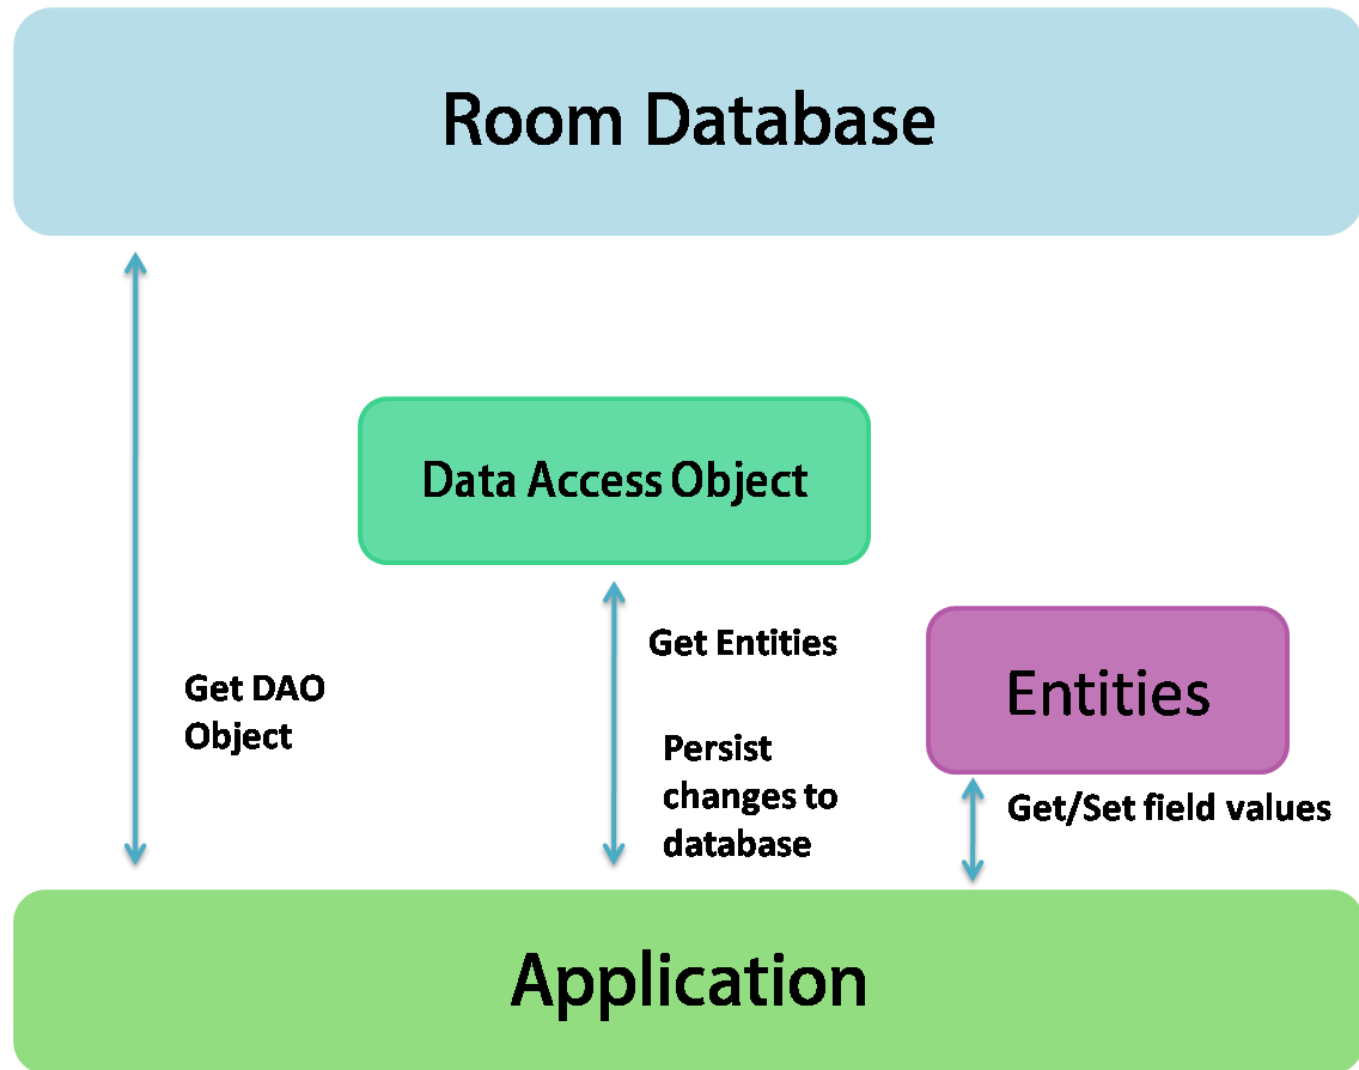 Room Database
Data Access Object
Get Entities
Get DAO
Object
Persist
changes to
database
Entities
Get/Set field values
Application